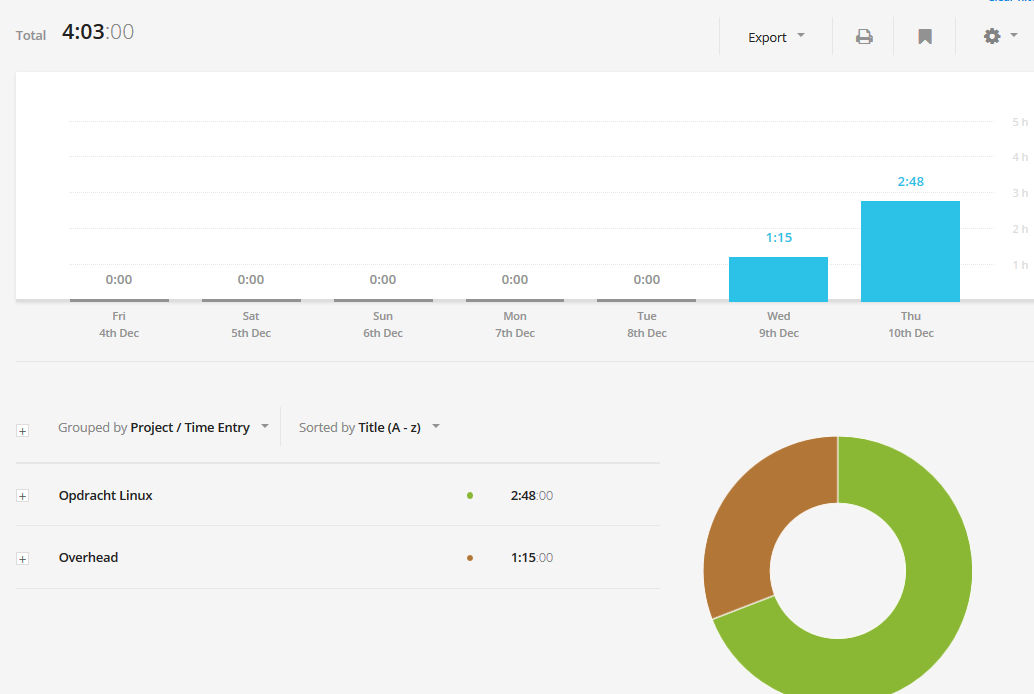 Total 4:03:00
Export
5 h
4 h
3 h
2 h
1 h
0:00 0:00 0:00 0:00 0:00 1:15 2:48
Fri Sat Sun Mon Tue Wed Thu
4th Dec 5th Dec 6th Dec 7th Dec 8th Dec 9th Dec 10th Dec
Grouped by Project / Time Entry Sorted by Title (A - z)
Opdracht Linux 2:48:00
Overhead 1:15:00